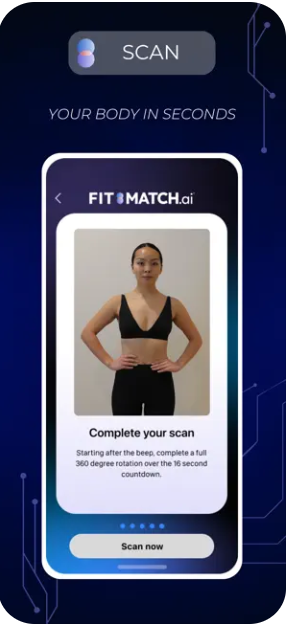 SCAN
YOUR BODY IN SECONDS
FIT MATCH.ai
Complete your scan
Starting after the beep, complete a full
360 degree rotation over the 16 second
countdown.
Scan now